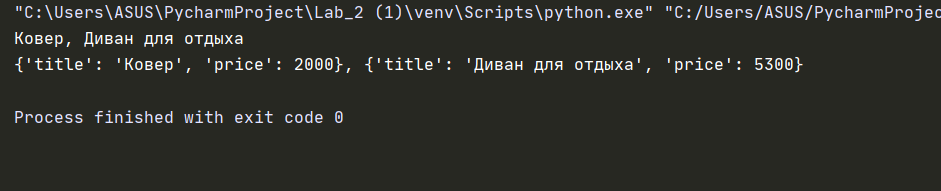 "C:\Users\ASUS\PycharmProject\Lab_2 (1)\venv\Scripts\python.exe" "C:/Users/ASUS/PycharmProjec
Ковер, Диван для отдыха
{'title': 'Ковер', 'price': 2000}, {'title': 'Диван для отдыха', 'price': 5300}
Process finished with exit code 0